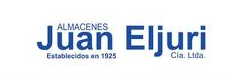 ALMACENES
Juan Eljuri
Establecidos en 1925
Cía. Ltda.